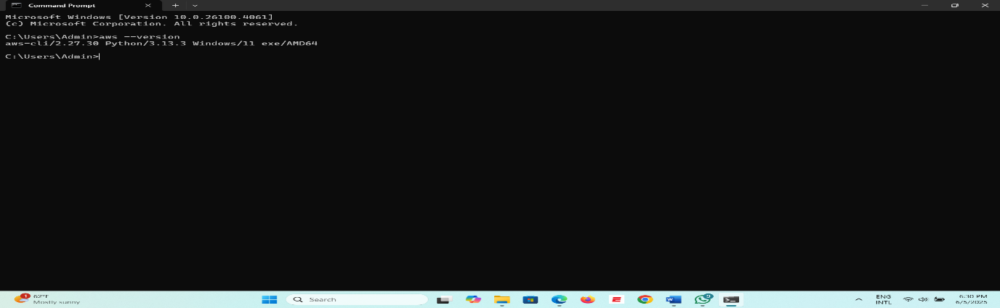 Command Prompt
Microsoft Windows [Version 10.0.26100.4061]
(c) Microsoft Corporation. All rights reserved.
C:\Users\Admin>aws --version
aws-cli/2.27.30 Python/3.13.3 Windows/11 exe/AMD64
C:\Users\Admin>
1
62°F
Mostly sunny
Search
ENG
INTL
6:30 PM
6/5/2025